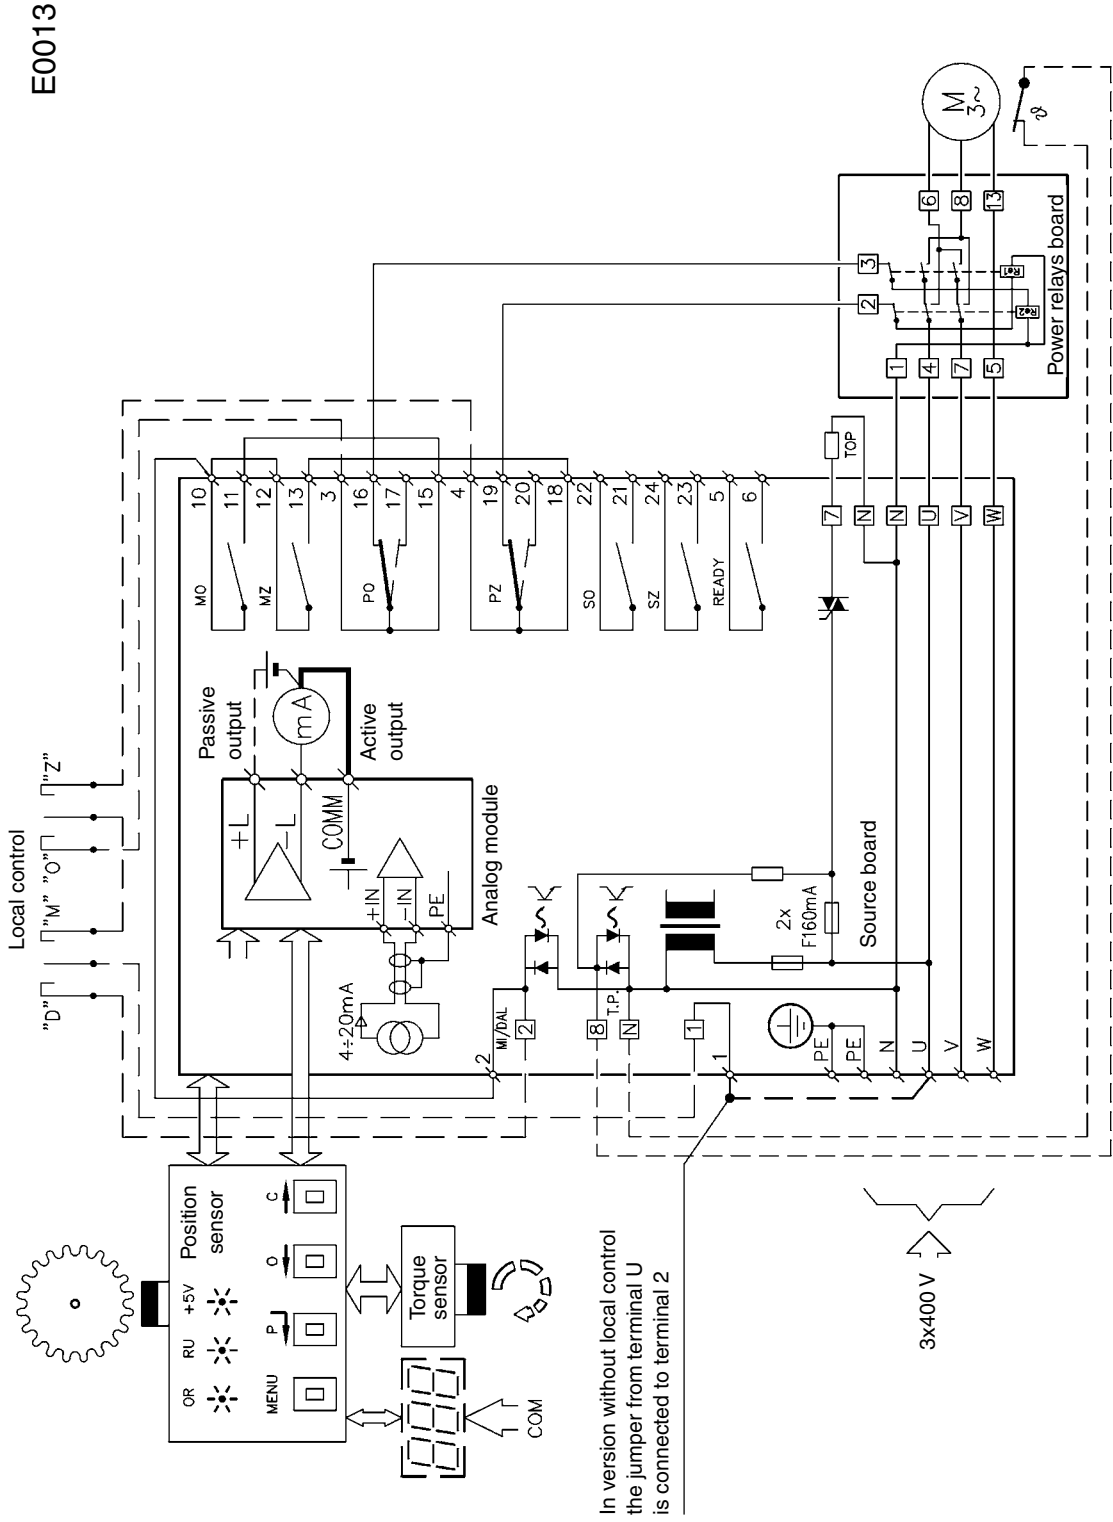 E0013
Local control
"D"
"M"
"O"
"Z"
M
3~
ϑ
6
8
13
3
2
Re1
Re2
1
4
7
5
Power relays board
10
11
12
13
3
16
17
15
4
19
20
18
22
21
24
23
5
6
MO
MZ
PO
PZ
SO
SZ
READY
TOP
7
N
N
U
V
W
Passive
output
mA
Active
output
+L
-L
COMM
+IN
-IN
PE
Analog module
4÷20mA
2
MI/DAL
2
8
T.P.
N
1
1
2x
F160mA
Source board
PE
PE
N
U
V
W
Position
sensor
+5V
RU
OR
C
O
P
MENU
Torque
sensor
COM
In version without local control
the jumper from terminal U
is connected to terminal 2
3x400 V